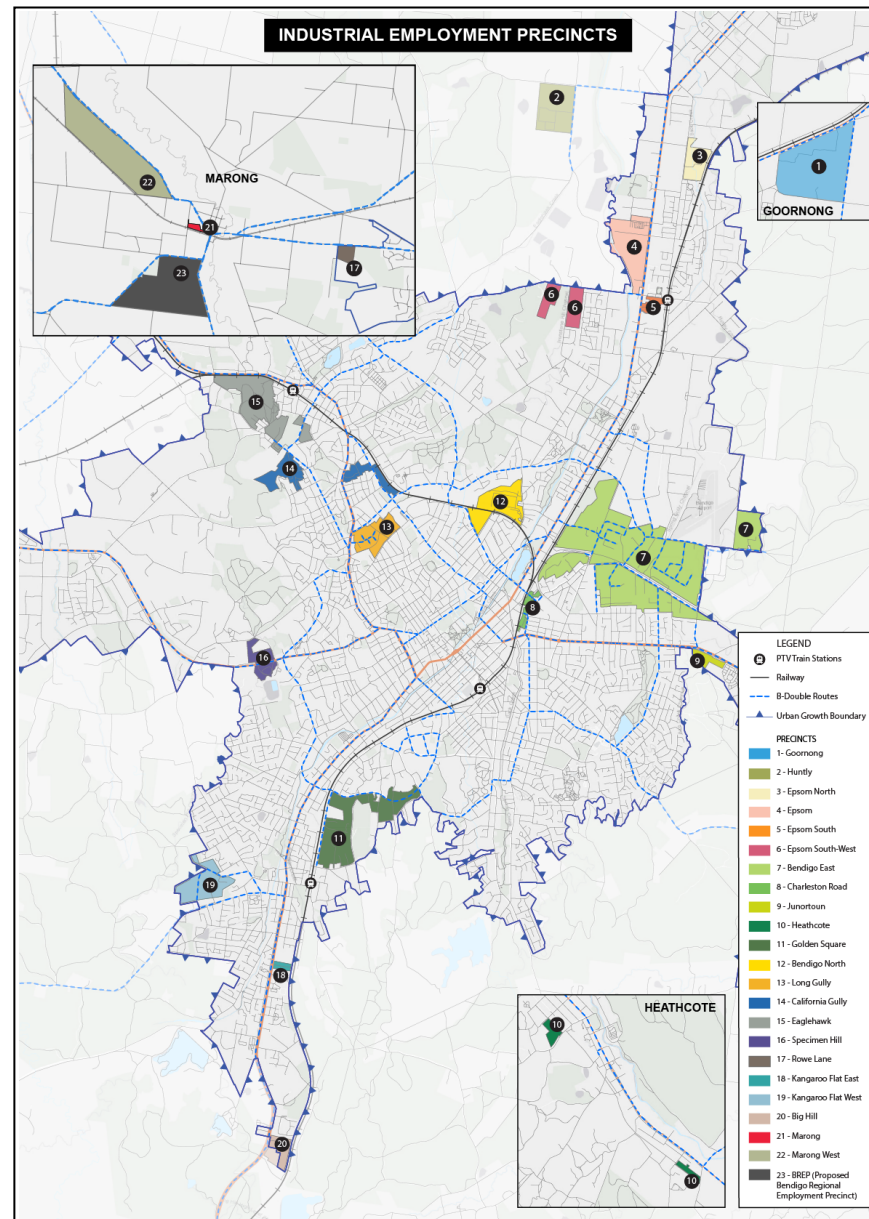 INDUSTRIAL EMPLOYMENT PRECINCTS
2
3
1
GOORNONG
22
MARONG
21
23
17
4
6
6
5
15
14
12
13
7
7
8
16
9
11
19
18
20
HEATHCOTE
10
10
LEGEND
PTVTrain Stations
Railway
B-Double Routes
Urban Growth Boundary
PRECINCTS
1- Goornong
2 - Huntly
3 - Epsom North
4 - Epsom
5 - Epsom South
6 - Epsom South-West
7 - Bendigo East
8 - Charleston Road
9 - Junortoun
10 - Heathcote
11 - Golden Square
12 - Bendigo North
13 - Long Gully
14 - California Gully
15 - Eaglehawk
16 - Specimen Hill
17 - Rowe Lane
18 - Kangaroo Flat East
19 - Kangaroo Flat West
20 - Big Hill
21 - Marong
22 - Marong West
23 - BREP (Proposed
Bendigo Regional
Employment Precinct)